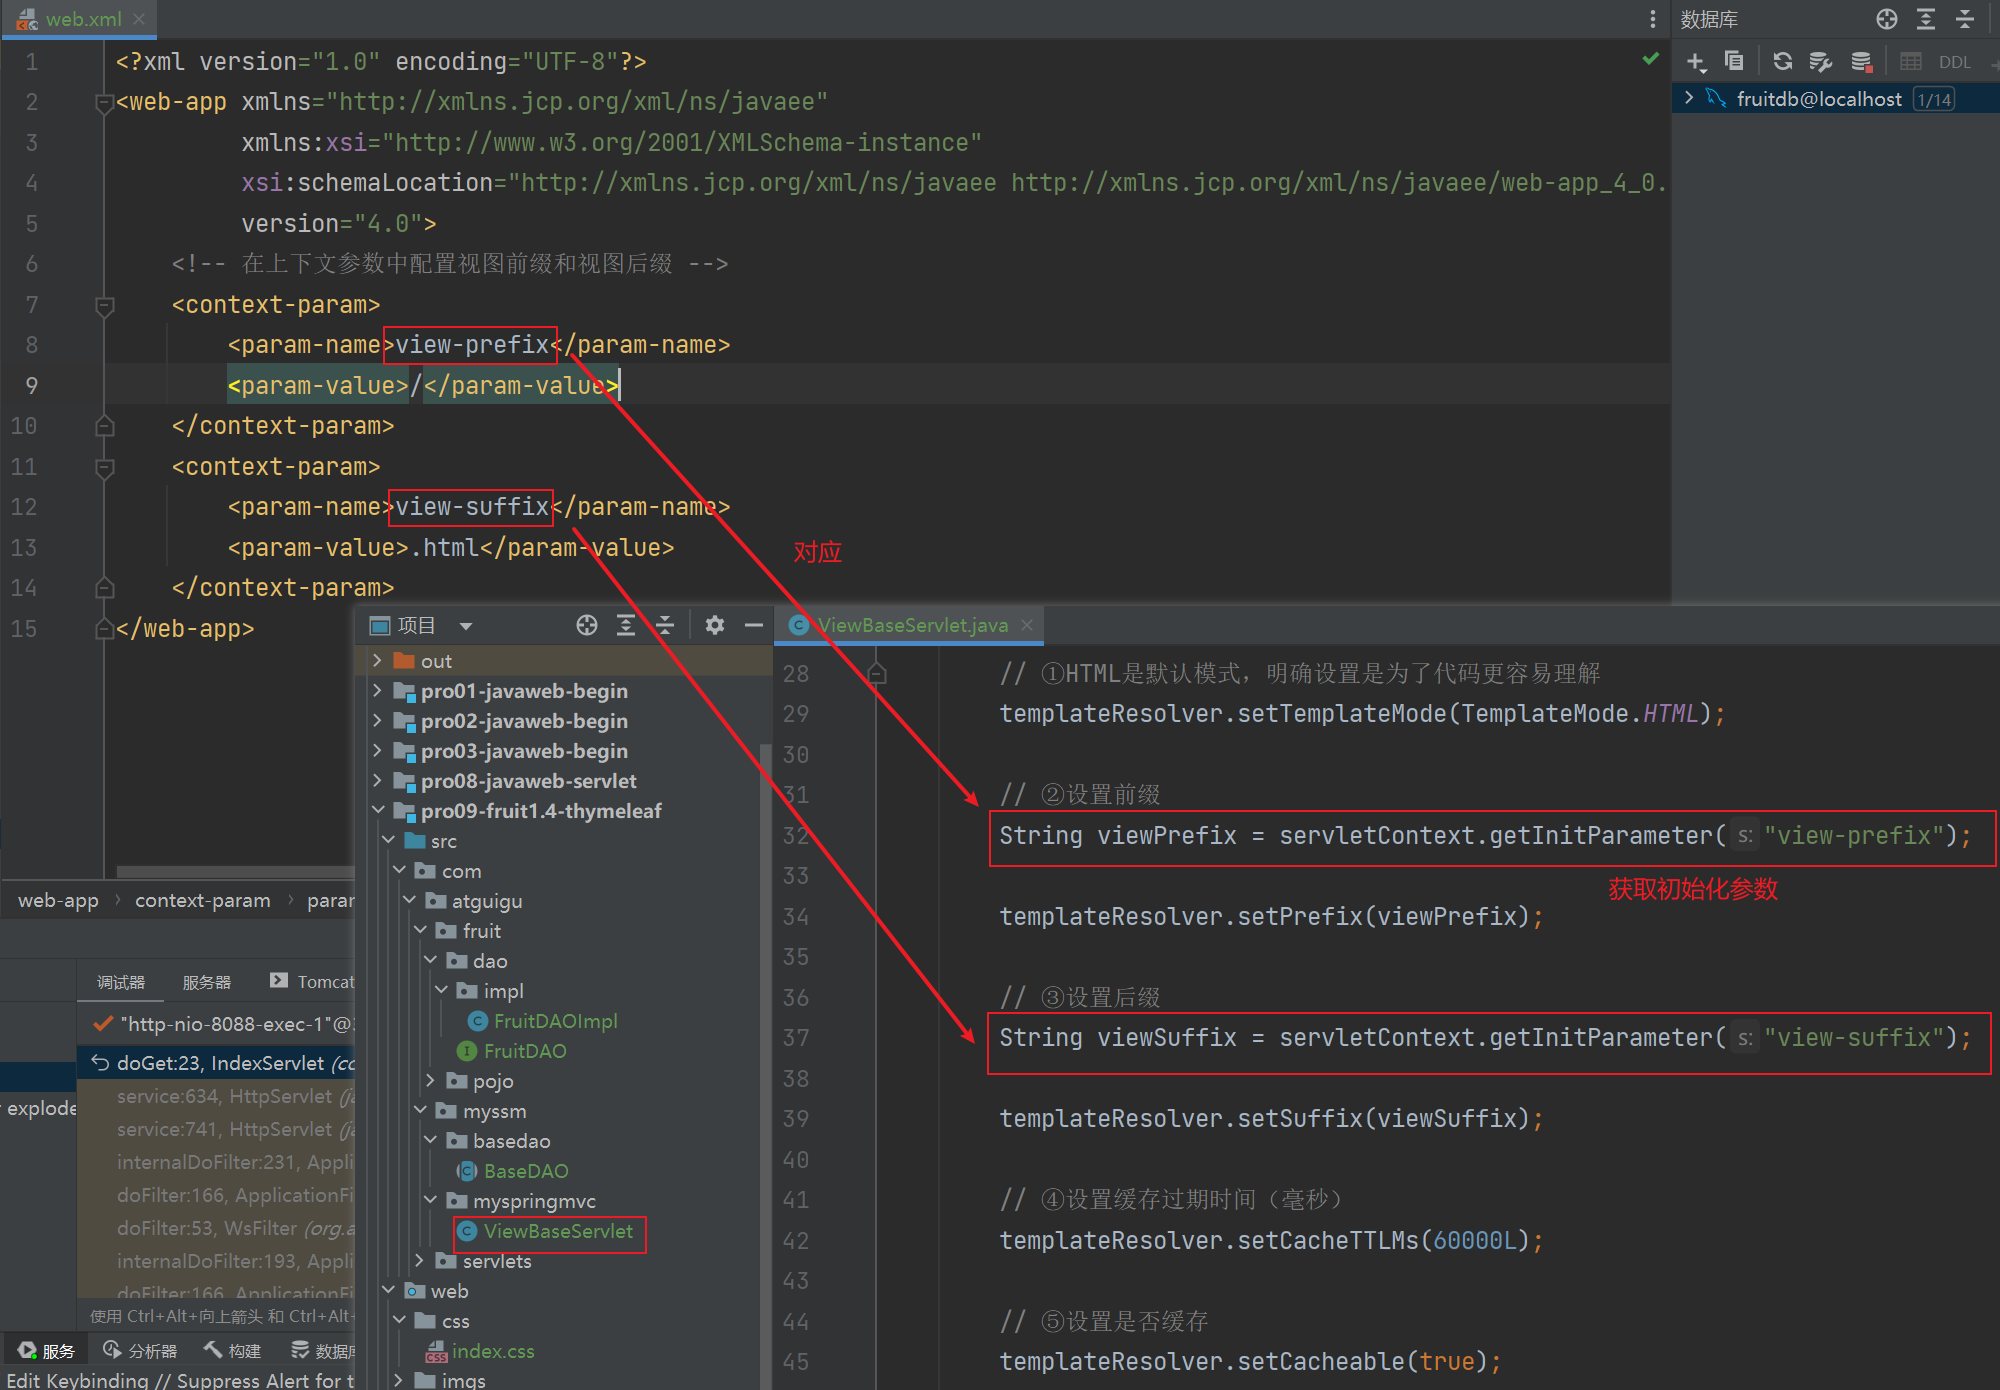 web.xml
1 <?xml version="1.0" encoding="UTF-8"?>
2 <web-app xmlns="http://xmlns.jcp.org/xml/ns/javaee"
3 xmlns:xsi="http://www.w3.org/2001/XMLSchema-instance"
4 xsi:schemaLocation="http://xmlns.jcp.org/xml/ns/javaee http://xmlns.jcp.org/xml/ns/javaee/web-app_4_0.
5 version="4.0">
6 <!-- 在上下文参数中配置视图前缀和视图后缀 -->
7 <context-param>
8 <param-name>view-prefix</param-name>
9 <param-value>/</param-value>
10 </context-param>
11 <context-param>
12 <param-name>view-suffix</param-name>
13 <param-value>.html</param-value>
14 </context-param>
15 </web-app>
对应
数据库
DDL
fruitdb@localhost 1/14
web-app › context-param › para
调试器 服务器 Tomcat
"http-nio-8088-exec-1"@
doGet:23, IndexServlet (co
service:634, HttpServlet (ja
explode
service:741, HttpServlet (ja
internalDoFilter:231, Appli
doFilter:166, ApplicationFi
doFilter:53, WsFilter (org.a
internalDoFilter:193, Appli
doFilter:166, ApplicationFi
使用 Ctrl+Alt+向上箭头 和 Ctrl+Alt+
服务 分析器 构建 数据库
Edit Keybinding // Suppress Alert for t
项目
out
pro01-javaweb-begin
pro02-javaweb-begin
pro03-javaweb-begin
pro08-javaweb-servlet
pro09-fruit1.4-thymeleaf
src
com
atguigu
fruit
dao
impl
FruitDAOImpl
FruitDAO
pojo
myssm
basedao
BaseDAO
myspringmvc
ViewBaseServlet
servlets
web
css
index.css
imgs
ViewBaseServlet.java
28 // ①HTML是默认模式，明确设置是为了代码更容易理解
29 templateResolver.setTemplateMode(TemplateMode.HTML);
30
31 // ②设置前缀
32 String viewPrefix = servletContext.getInitParameter( s: "view-prefix");
33
获取初始化参数
34 templateResolver.setPrefix(viewPrefix);
35
36 // ③设置后缀
37 String viewSuffix = servletContext.getInitParameter( s: "view-suffix");
38
39 templateResolver.setSuffix(viewSuffix);
40
41 // ④设置缓存过期时间（毫秒）
42 templateResolver.setCacheTTLMs(60000L);
43
44 // ⑤设置是否缓存
45 templateResolver.setCacheable(true);